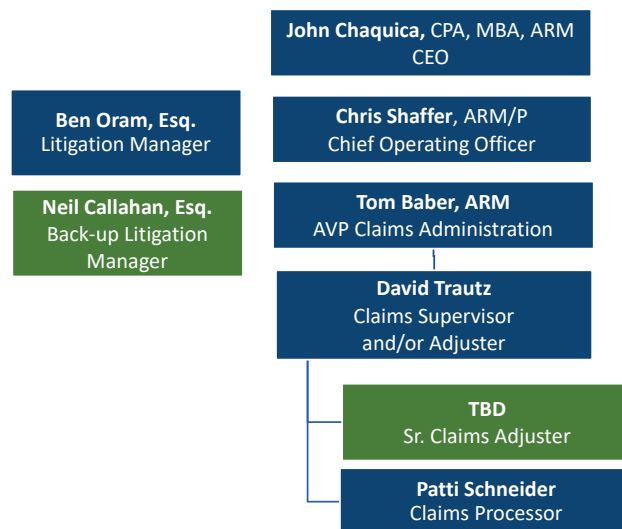 John Chaquica, CPA, MBA, ARM
CEO
Ben Oram, Esq.
Litigation Manager
Chris Shaffer, ARM/P
Chief Operating Officer
Neil Callahan, Esq.
Back-up Litigation
Manager
Tom Baber, ARM
AVP Claims Administration
David Trautz
Claims Supervisor
and/or Adjuster
TBD
Sr. Claims Adjuster
Patti Schneider
Claims Processor